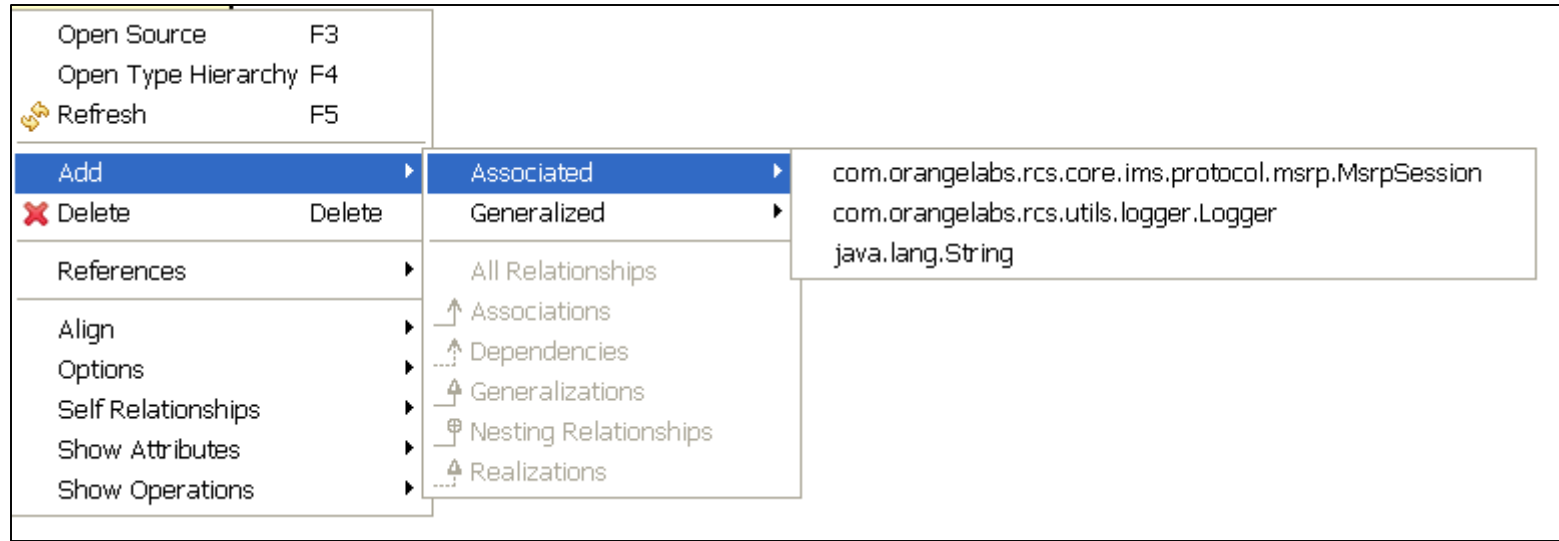 Open Source F3
Open Type Hierarchy F4
Refresh F5
Add
Delete Delete
References
Align
Options
Self Relationships
Show Attributes
Show Operations
Associated
Generalized
All Relationships
Associations
Dependencies
Generalizations
Nesting Relationships
Realizations
com.orangelabs.rcs.core.ims.protocol.msrp.MsrpSession
com.orangelabs.rcs.utils.logger.Logger
java.lang.String